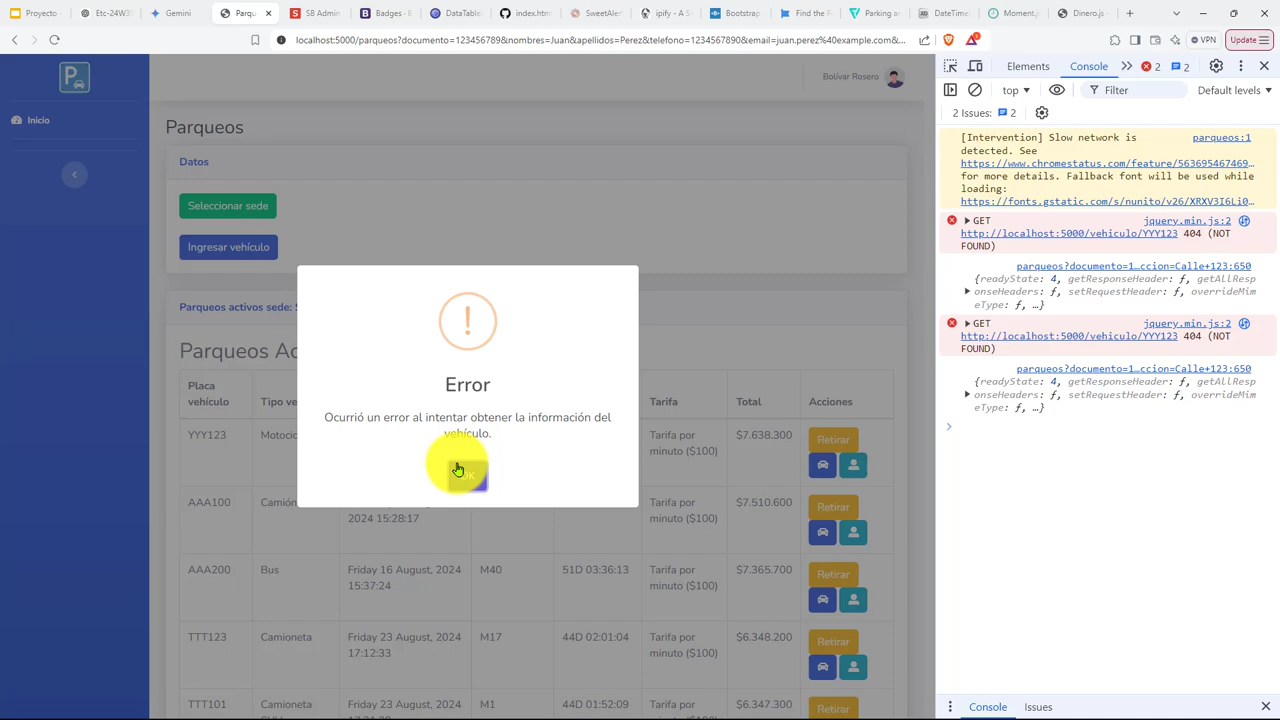 Proyecto -
Etc-24W3
Gemini
Parqu
SB Admin
Badges - B
DataTable
index.htm
SweetAler
ipify - A S
Bootstrap
Find the P
Parking ar
DateTime
Moment.j
Dinero.js -
localhost:5000/parqueos?documento=123456789&nombres=Juan&apellidos=Perez&telefono=1234567890&email=juan.perez%40example.com&...
VPN
Update
P
Bolívar Rosero
Inicio
Parqueos
Datos
Seleccionar sede
Ingresar vehículo
Parqueos activos sede: S
Parqueos Ac
Placa vehículo
Tipo ve
Tarifa
Total
Acciones
YYY123
Motocic
Tarifa por minuto ($100)
$7.638.300
Retirar
AAA100
Camión
2024 15:28:17
Tarifa por minuto ($100)
$7.510.600
Retirar
AAA200
Bus
Friday 16 August, 2024 15:37:24
M40
51D 03:36:13
Tarifa por minuto ($100)
$7.365.700
Retirar
TTT123
Camioneta
Friday 23 August, 2024 17:12:33
M17
44D 02:01:04
Tarifa por minuto ($100)
$6.348.200
Retirar
TTT101
Camioneta
Friday 23 August,
M1
44D 01:52:09
Tarifa por
$6.347.300
Retirar
!
Error
Ocurrió un error al intentar obtener la información del
vehículo.
OK
Elements
Console
2
2
top
Filter
Default levels
2 Issues:
2
[Intervention] Slow network is
parqueos:1
detected. See
https://www.chromestatus.com/feature/563695467469…
for more details. Fallback font will be used while
loading:
https://fonts.gstatic.com/s/nunito/v26/XRXV3I6Li0…
GET
jquery.min.js:2
http://localhost:5000/vehiculo/YYY123 404 (NOT
FOUND)
parqueos?documento=1…ccion=Calle+123:650
{readyState: 4, getResponseHeader: ƒ, getAllResp
onseHeaders: ƒ, setRequestHeader: ƒ, overrideMim
eType: ƒ, …}
GET
jquery.min.js:2
http://localhost:5000/vehiculo/YYY123 404 (NOT
FOUND)
parqueos?documento=1…ccion=Calle+123:650
{readyState: 4, getResponseHeader: ƒ, getAllResp
onseHeaders: ƒ, setRequestHeader: ƒ, overrideMim
eType: ƒ, …}
Console
Issues